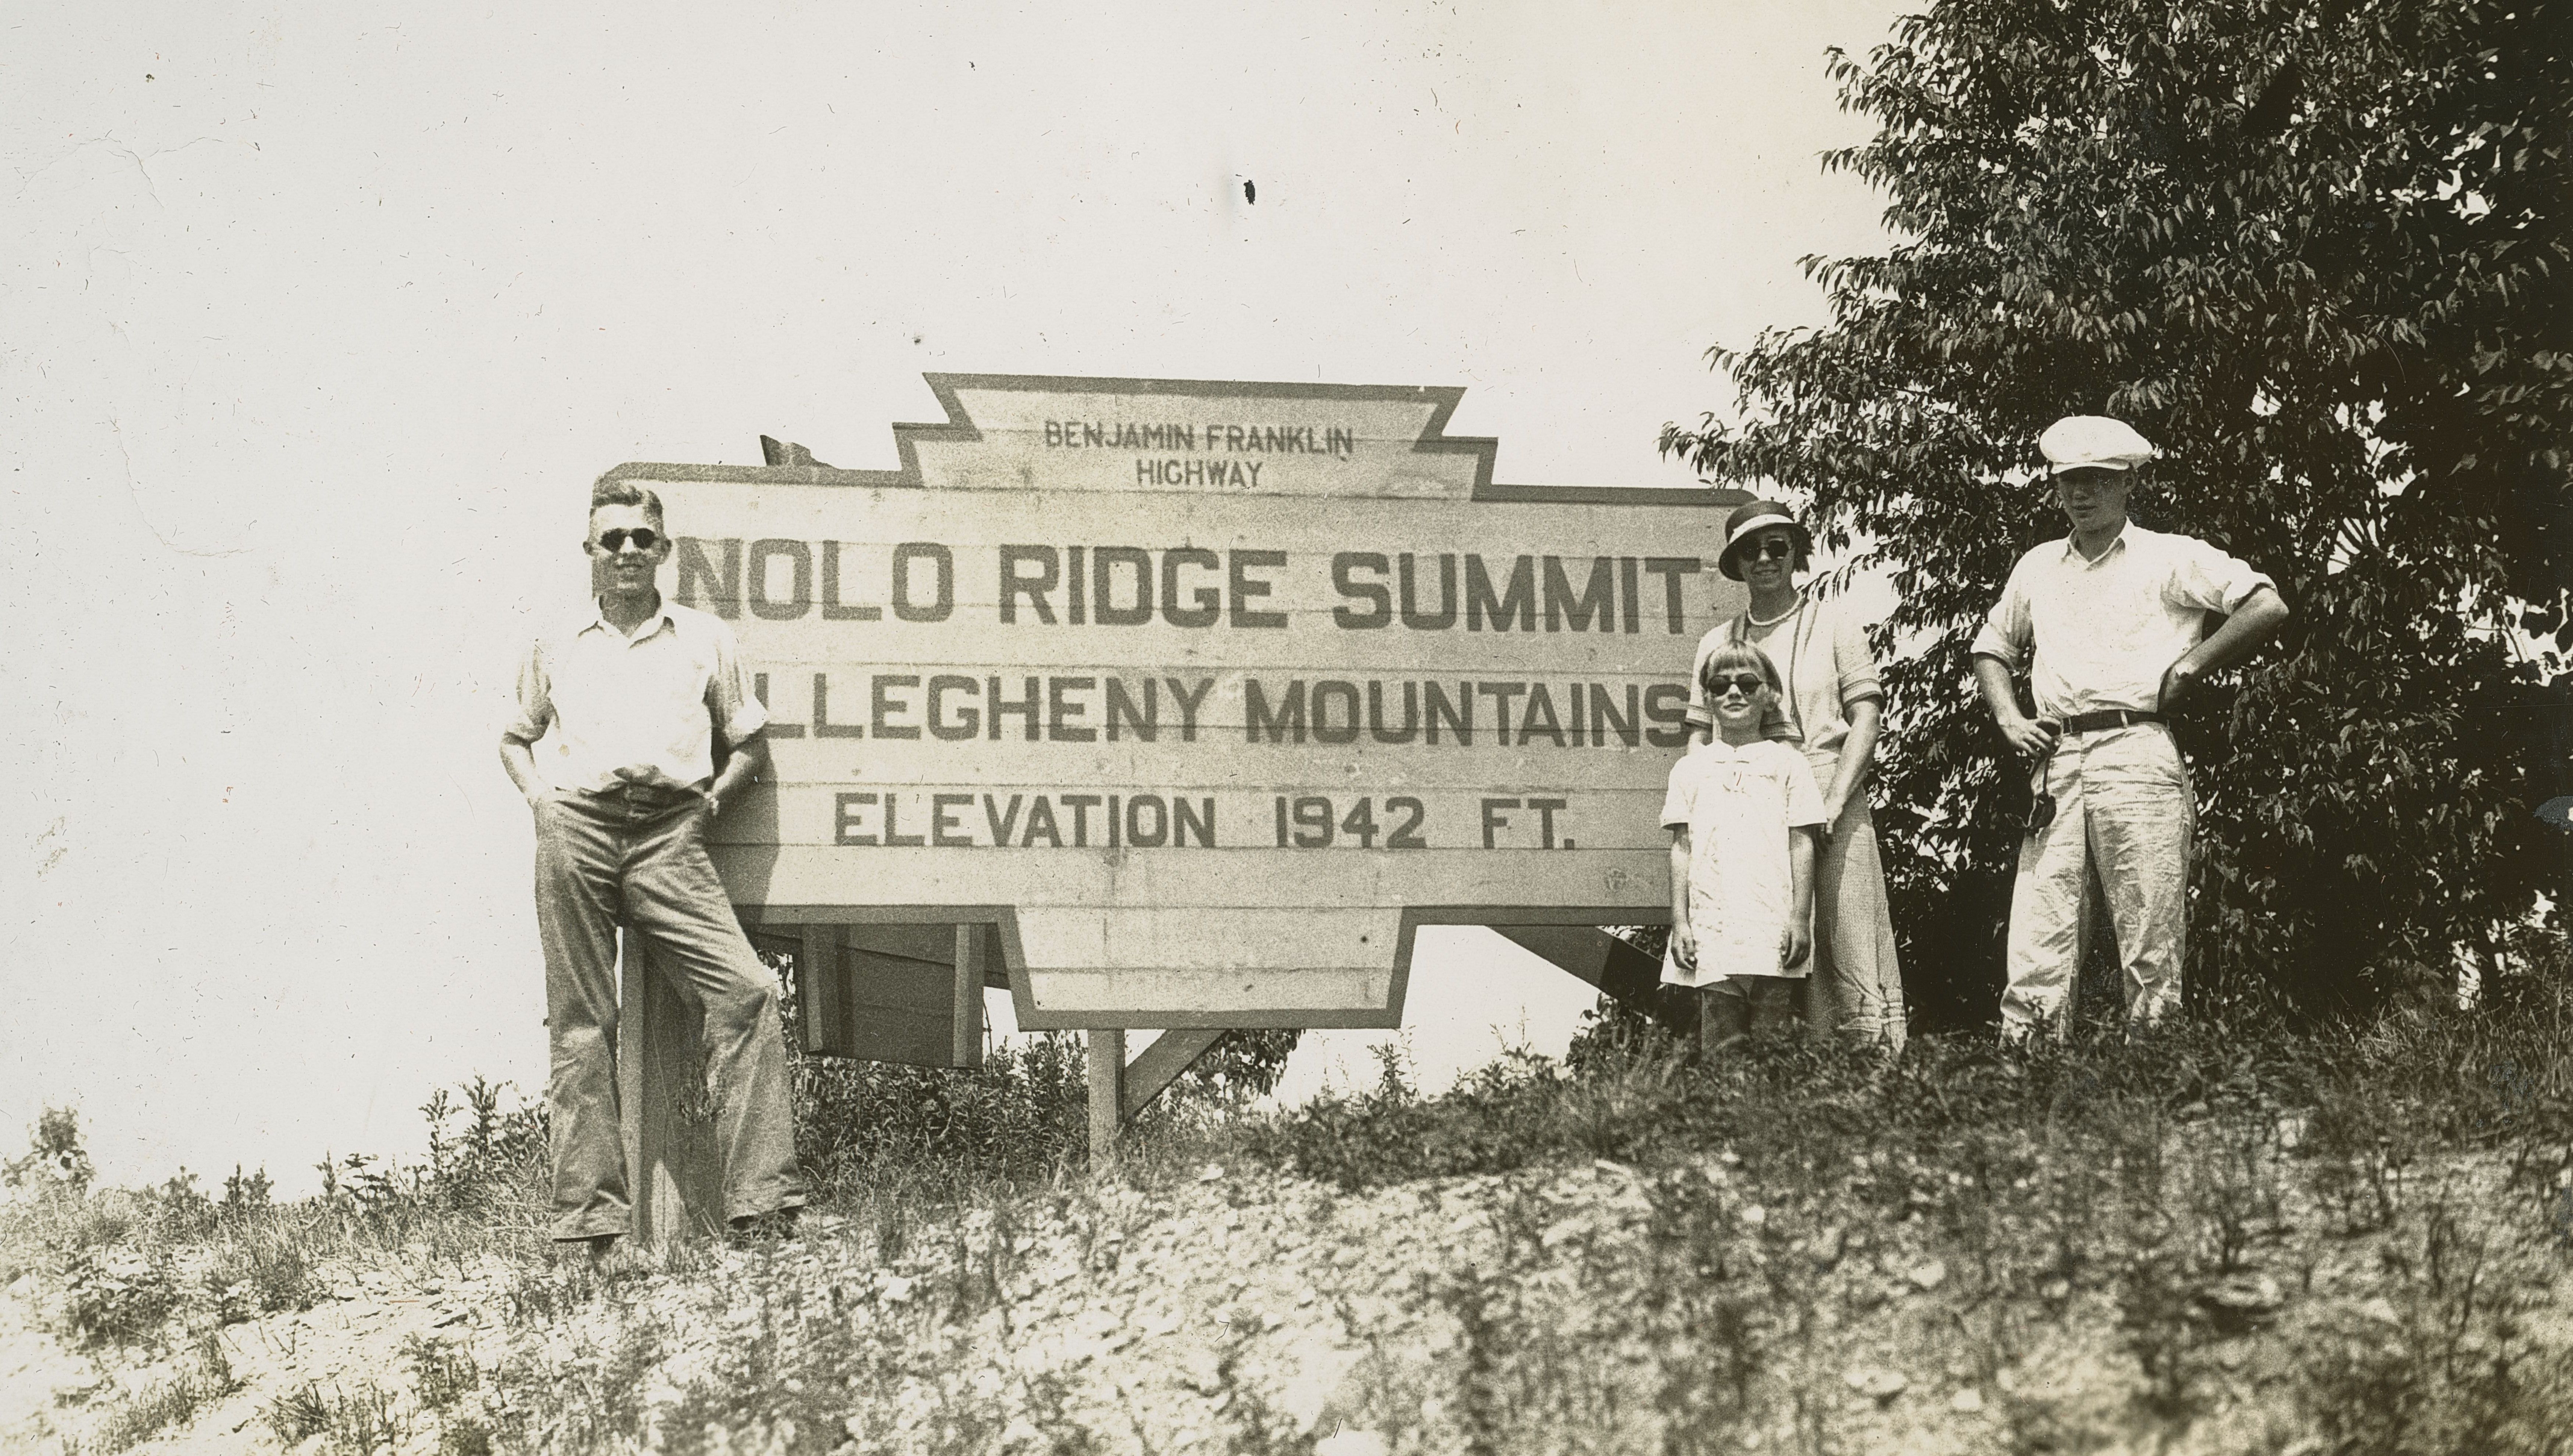 BENJAMIN FRANKLIN
HIGHWAY
NOLO RIDGE SUMMIT
LLEGHENY MOUNTAINS
ELEVATION 1942 FT.